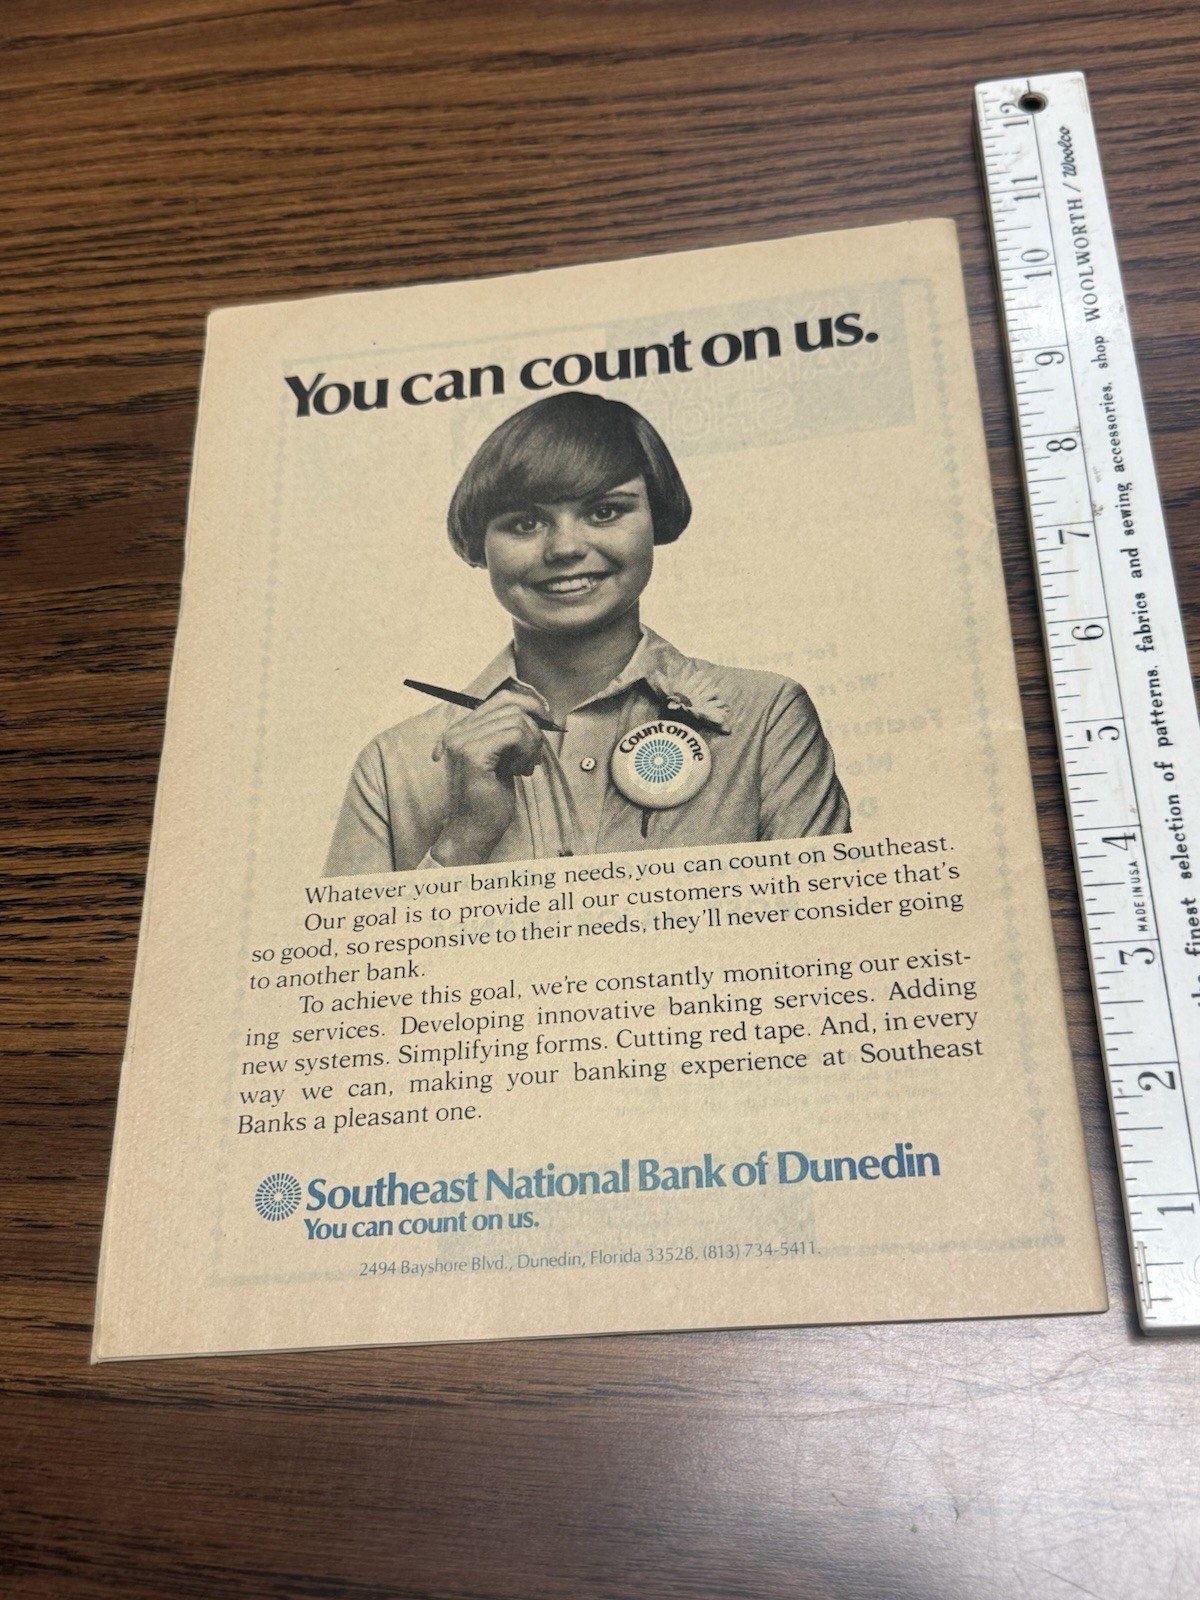 You can count on us.
Count on me
Whatever your banking needs, you can count on Southeast.
Our goal is to provide all our customers with service that's
so good, so responsive to their needs, they'll never consider going
to another bank.
To achieve this goal, we're constantly monitoring our exist-
ing services. Developing innovative banking services. Adding
new systems. Simplifying forms. Cutting red tape. And, in every
way we can, making your banking experience at Southeast
Banks a pleasant one.
Southeast National Bank of Dunedin
You can count on us.
2494 Bayshore Blvd., Dunedin, Florida 33528. (813) 734-5411.
1 2 3 4 5 6 7 8 9 10 11 12
MADE IN USA
finest selection of patterns, fabrics and sewing accessories, shop WOOLWORTH / Woolco